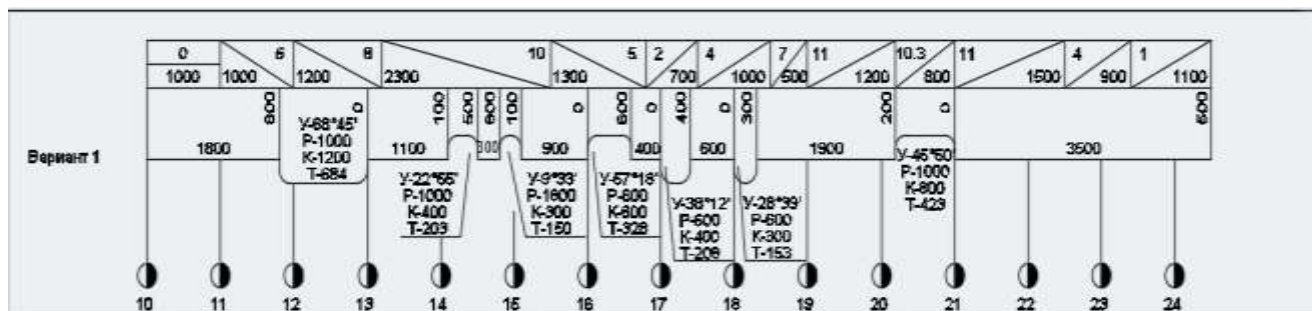 0 6 8 10 5 2 4 7 11 10.3 11 4 1
1000 1000 1200 2300 1300 700 1000 500 1200 800 1500 900 1100
800 0 100 500 800 100 0 600 0 400 0 300 200 0 500
Вериант 1
1800 1100 300 900 400 600 1900 3500
У-68°45'
Р-1000
К-1200
Т-684
У-22°55'
Р-1000
К-400
Т-203
У-9°33'
Р-1800
К-300
Т-150
У-57°18'
Р-600
К-600
Т-328
У-38°12'
Р-600
К-400
Т-208
У-28°39'
Р-600
К-300
Т-153
У-45°50'
Р-1000
К-800
Т-423
10 11 12 13 14 15 16 17 18 19 20 21 22 23 24